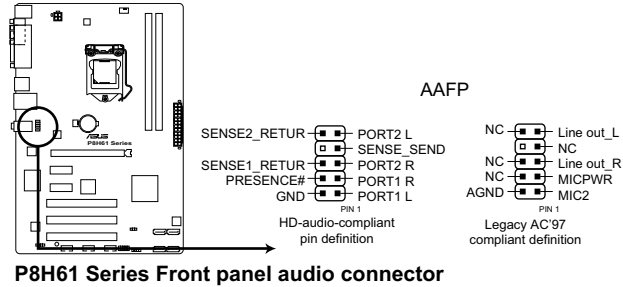 AAFP
SENSE2_RETUR
PORT2 L
SENSE_SEND
SENSE1_RETUR
PORT2 R
PRESENCE#
PORT1 R
GND
PORT1 L
PIN 1
HD-audio-compliant
pin definition
NC
Line out_L
NC
NC
Line out_R
NC
MICPWR
AGND
MIC2
PIN 1
Legacy AC'97
compliant definition
ASUS
P8H61 Series
P8H61 Series Front panel audio connector